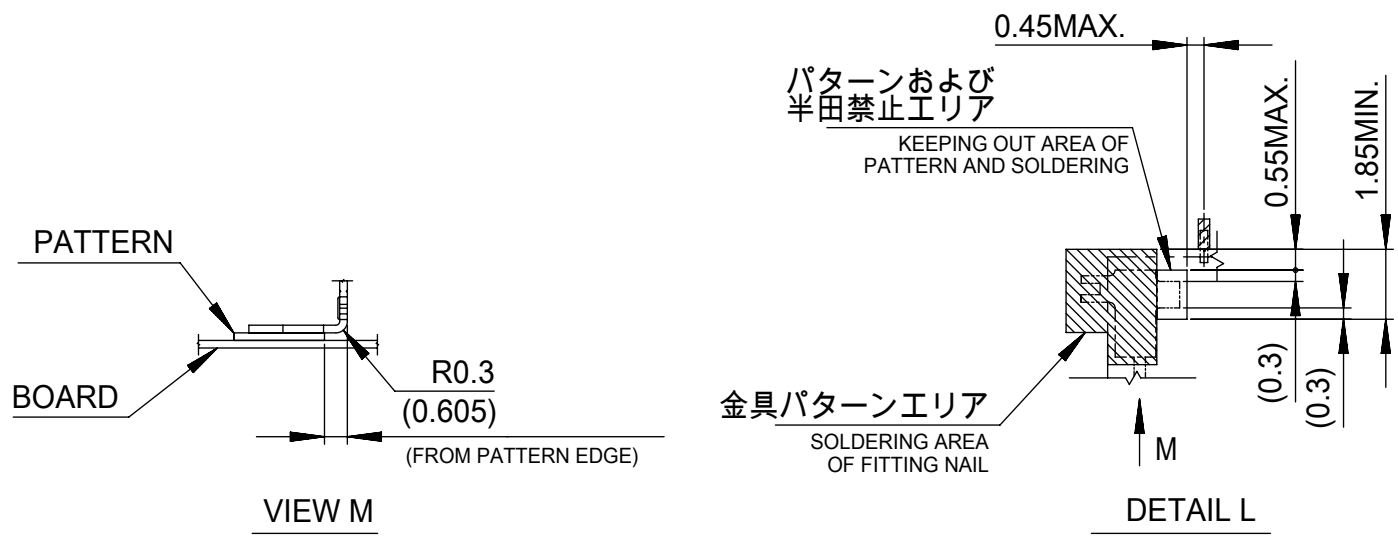 PATTERN
BOARD
R0.3
(0.605)
(FROM PATTERN EDGE)
VIEW M
0.45MAX.
パターンおよび
半田禁止エリア
KEEPING OUT AREA OF
PATTERN AND SOLDERING
0.55MAX.
1.85MIN.
(0.3)
(0.3)
金具パターンエリア
SOLDERING AREA
OF FITTING NAIL
M
DETAIL L